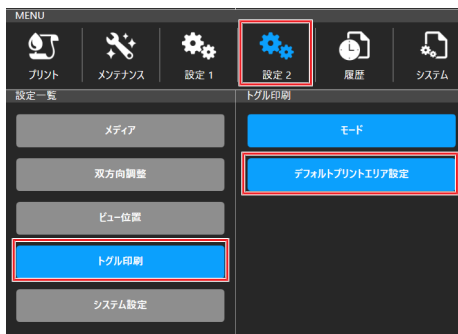 MENU
プリント
メンテナンス
設定 1
設定 2
履歴
システム
設定一覧
トグル印刷
メディア
モード
双方向調整
デフォルトプリントエリア設定
ビュー位置
トグル印刷
システム設定